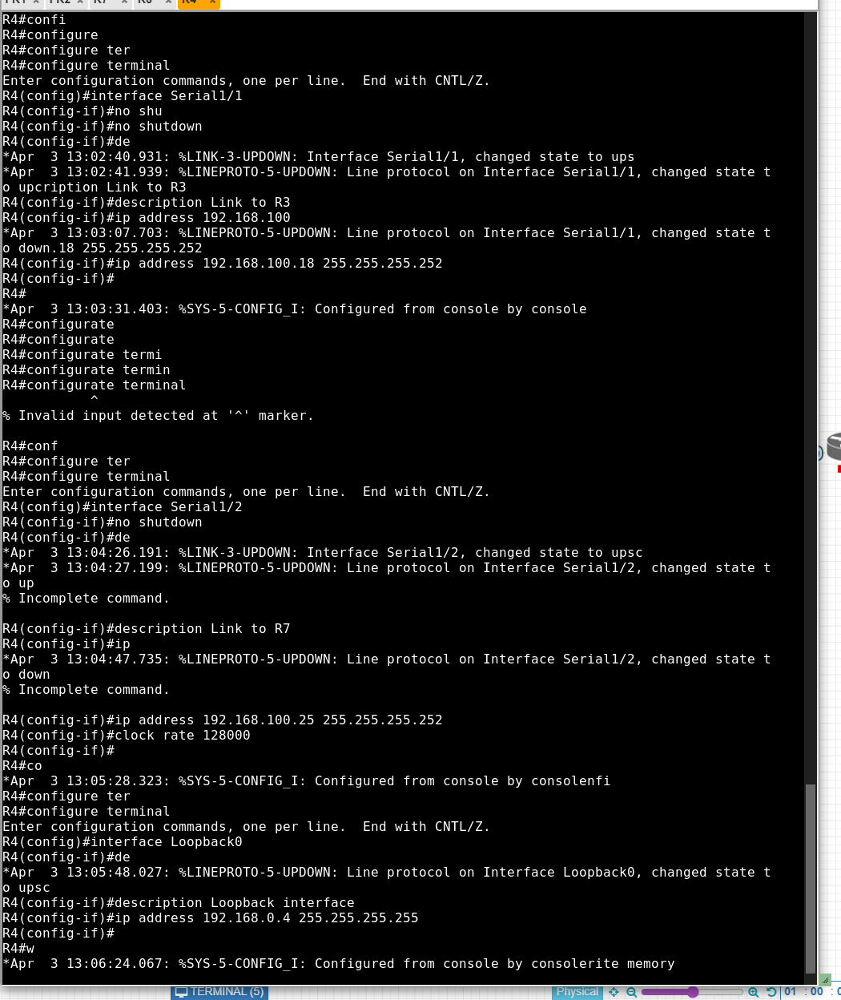 R4
R4#confi
R4#configure
R4#configure ter
R4#configure terminal
Enter configuration commands, one per line.  End with CNTL/Z.
R4(config)#interface Serial1/1
R4(config-if)#no shu
R4(config-if)#no shutdown
R4(config-if)#de
*Apr  3 13:02:40.931: %LINK-3-UPDOWN: Interface Serial1/1, changed state to ups
*Apr  3 13:02:41.939: %LINEPROTO-5-UPDOWN: Line protocol on Interface Serial1/1, changed state t
o upcription Link to R3
R4(config-if)#description Link to R3
R4(config-if)#ip address 192.168.100
*Apr  3 13:03:07.703: %LINEPROTO-5-UPDOWN: Line protocol on Interface Serial1/1, changed state t
o down.18 255.255.255.252
R4(config-if)#ip address 192.168.100.18 255.255.255.252
R4(config-if)#
R4#
*Apr  3 13:03:31.403: %SYS-5-CONFIG_I: Configured from console by console
R4#configurate
R4#configurate
R4#configurate termi
R4#configurate termin
R4#configurate terminal
^
% Invalid input detected at '^' marker.
R4#conf
R4#configure ter
R4#configure terminal
Enter configuration commands, one per line.  End with CNTL/Z.
R4(config)#interface Serial1/2
R4(config-if)#no shutdown
R4(config-if)#de
*Apr  3 13:04:26.191: %LINK-3-UPDOWN: Interface Serial1/2, changed state to upsc
*Apr  3 13:04:27.199: %LINEPROTO-5-UPDOWN: Line protocol on Interface Serial1/2, changed state t
o up
% Incomplete command.
R4(config-if)#description Link to R7
R4(config-if)#ip
*Apr  3 13:04:47.735: %LINEPROTO-5-UPDOWN: Line protocol on Interface Serial1/2, changed state t
o down
% Incomplete command.
R4(config-if)#ip address 192.168.100.25 255.255.255.252
R4(config-if)#clock rate 128000
R4(config-if)#
R4#co
*Apr  3 13:05:28.323: %SYS-5-CONFIG_I: Configured from console by consolenfi
R4#configure ter
R4#configure terminal
Enter configuration commands, one per line.  End with CNTL/Z.
R4(config)#interface Loopback0
R4(config-if)#de
*Apr  3 13:05:48.027: %LINEPROTO-5-UPDOWN: Line protocol on Interface Loopback0, changed state t
o upsc
R4(config-if)#description Loopback interface
R4(config-if)#ip address 192.168.0.4 255.255.255.255
R4(config-if)#
R4#w
*Apr  3 13:06:24.067: %SYS-5-CONFIG_I: Configured from console by consolerite memory
TERMINAL (5) Physical 01 : 00 :